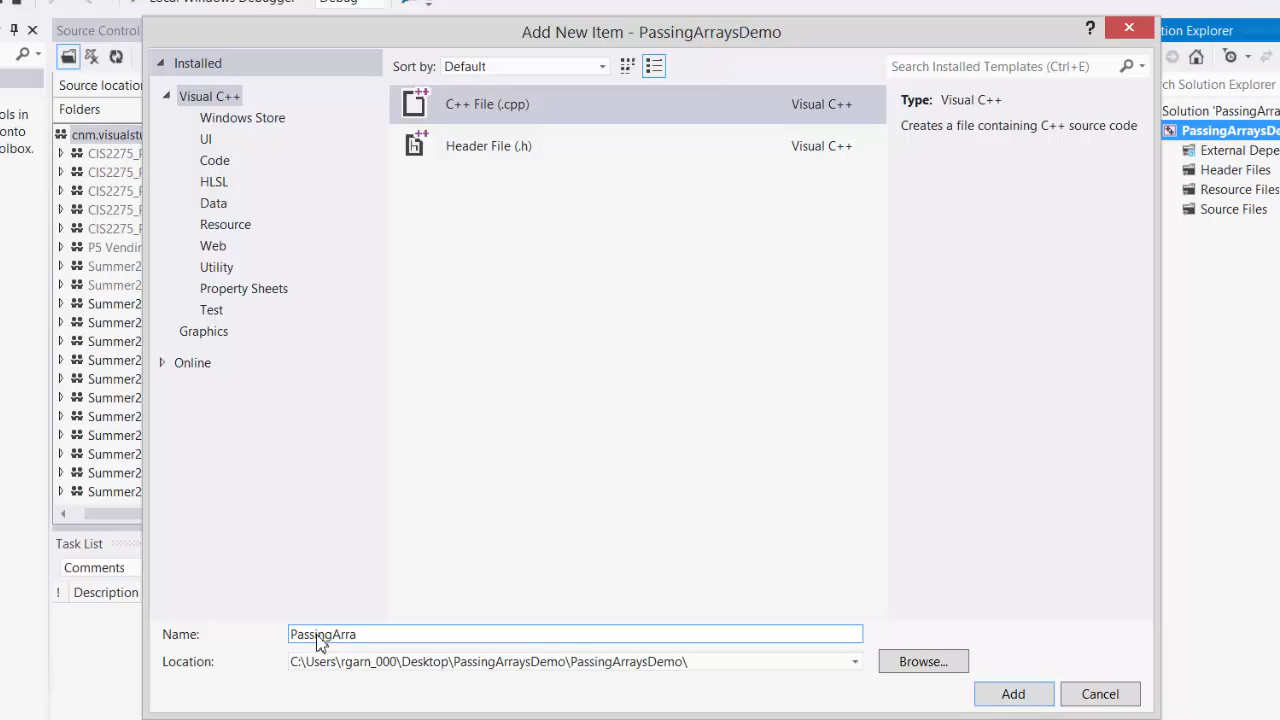 Local Windows Debugger
Debug
Add New Item - PassingArraysDemo
?
Source Control
Source location
Folders
cnm.visualstu
CIS2275_F
CIS2275_F
CIS2275_F
CIS2275_F
CIS2275_F
P5 Vendin
Summer2
Summer2
Summer2
Summer2
Summer2
Summer2
Summer2
Summer2
Summer2
Summer2
Summer2
Summer2
Summer2
ols in
onto
olbox.
Task List
Comments
! Description
Installed
Visual C++
Windows Store
UI
Code
HLSL
Data
Resource
Web
Utility
Property Sheets
Test
Graphics
Online
Sort by: Default
Search Installed Templates (Ctrl+E)
C++ File (.cpp) Visual C++
Header File (.h) Visual C++
Type: Visual C++
Creates a file containing C++ source code
Name: PassingArra
Location: C:\Users\rgarn_000\Desktop\PassingArraysDemo\PassingArraysDemo\
Browse...
Add
Cancel
tion Explorer
ch Solution Explorer
Solution 'PassingArra
PassingArraysDe
External Depe
Header Files
Resource Files
Source Files